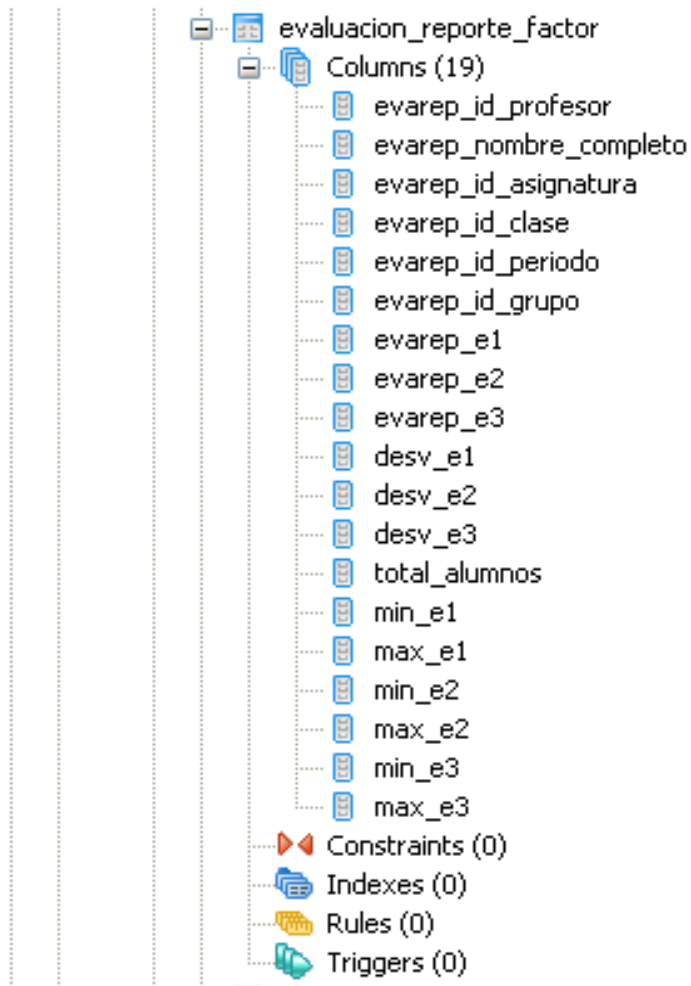 evaluacion_reporte_factor
Columns (19)
evarep_id_profesor
evarep_nombre_completo
evarep_id_asignatura
evarep_id_clase
evarep_id_periodo
evarep_id_grupo
evarep_e1
evarep_e2
evarep_e3
desv_e1
desv_e2
desv_e3
total_alumnos
min_e1
max_e1
min_e2
max_e2
min_e3
max_e3
Constraints (0)
Indexes (0)
Rules (0)
Triggers (0)